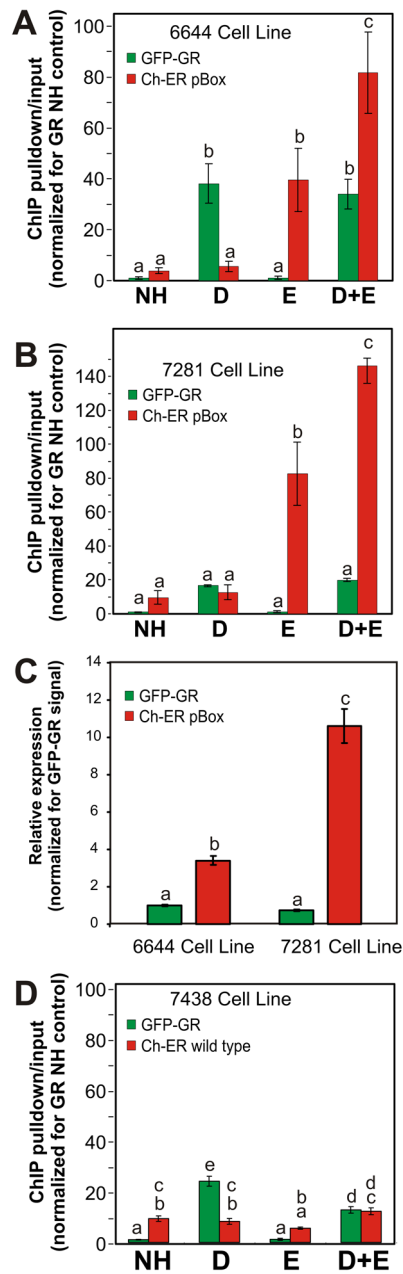 A
6644 Cell Line
GFP-GR
Ch-ER pBox
ChIP pulldown/input
(normalized for GR NH control)
100
80
60
40
20
0
a
a
b
a
a
b
b
c
NH
D
E
D+E
B
7281 Cell Line
GFP-GR
Ch-ER pBox
ChIP pulldown/input
(normalized for GR NH control)
140
120
100
80
60
40
20
0
a
a
a
a
a
b
a
c
NH
D
E
D+E
C
GFP-GR
Ch-ER pBox
Relative expression
(normalized for GFP-GR signal)
14
12
10
8
6
4
2
0
a
b
a
c
6644 Cell Line
7281 Cell Line
D
7438 Cell Line
GFP-GR
Ch-ER wild type
ChIP pulldown/input
(normalized for GR NH control)
100
80
60
40
20
0
a
c
b
e
c
b
a
b
a
d
d
c
NH
D
E
D+E